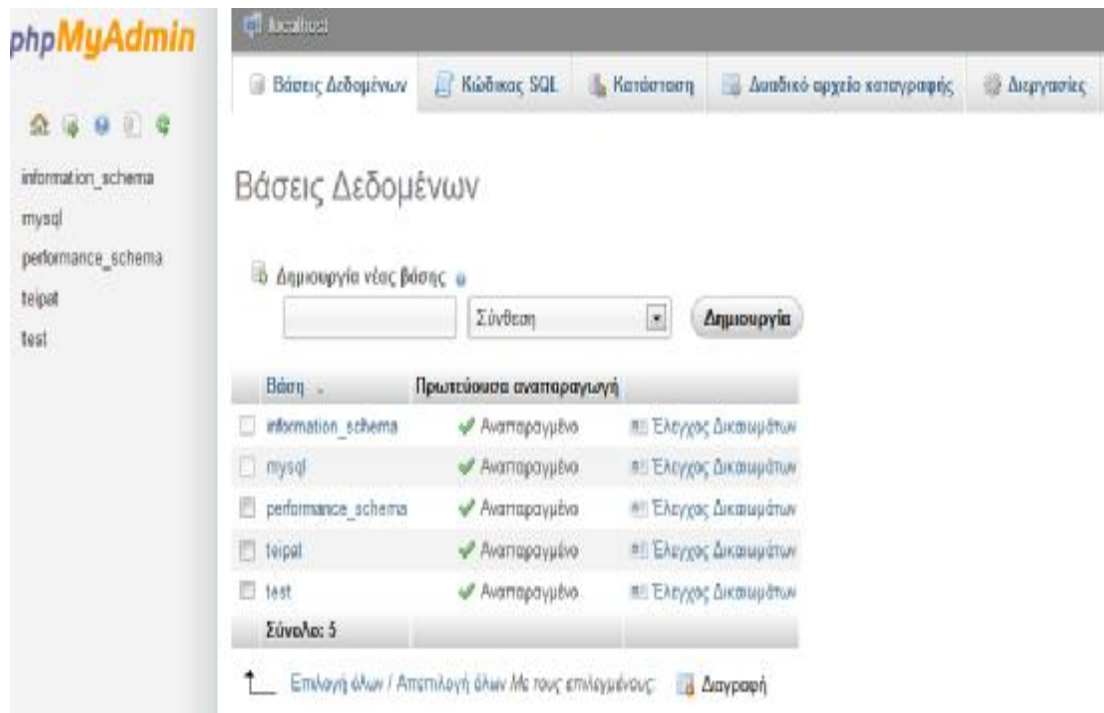 phpMyAdmin
localhost
Βάσεις Δεδομένων
Κώδικας SQL
Κατάσταση
Δυαδικό αρχείο καταγραφής
Διεργασίες
information_schema
mysql
performance_schema
teipat
test
Βάσεις Δεδομένων
Δημιουργία νέας βάσης
Σύνθεση
Δημιουργία
Βάση Πρωτεύουσα αναπαραγωγή
information_schema Αναπαραγμένο Έλεγχος Δικαιωμάτων
mysql Αναπαραγμένο Έλεγχος Δικαιωμάτων
performance_schema Αναπαραγμένο Έλεγχος Δικαιωμάτων
teipat Αναπαραγμένο Έλεγχος Δικαιωμάτων
test Αναπαραγμένο Έλεγχος Δικαιωμάτων
Σύνολο: 5
Επιλογή όλων / Απεπιλογή όλων Με τους επιλεγμένους: Διαγραφή